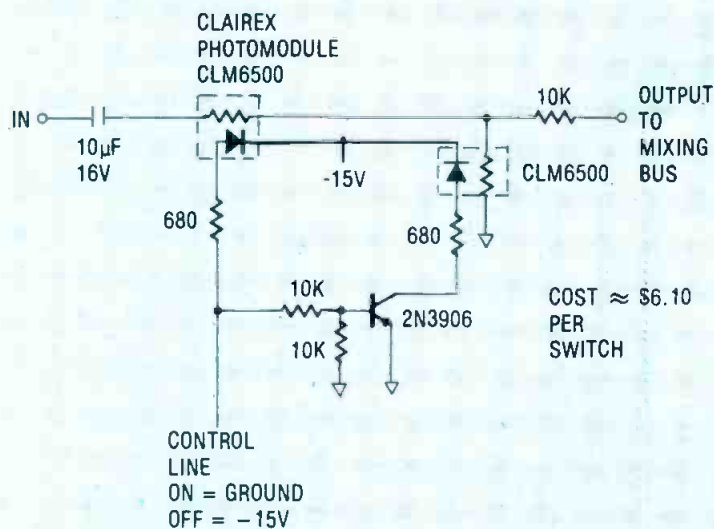 CLAIREX
PHOTOMODULE
CLM6500
IN
10µF
16V
10K
OUTPUT
TO
MIXING
BUS
-15V
CLM6500
680
680
10K
10K
2N3906
COST ≈ $6.10
PER
SWITCH
CONTROL
LINE
ON = GROUND
OFF = -15V